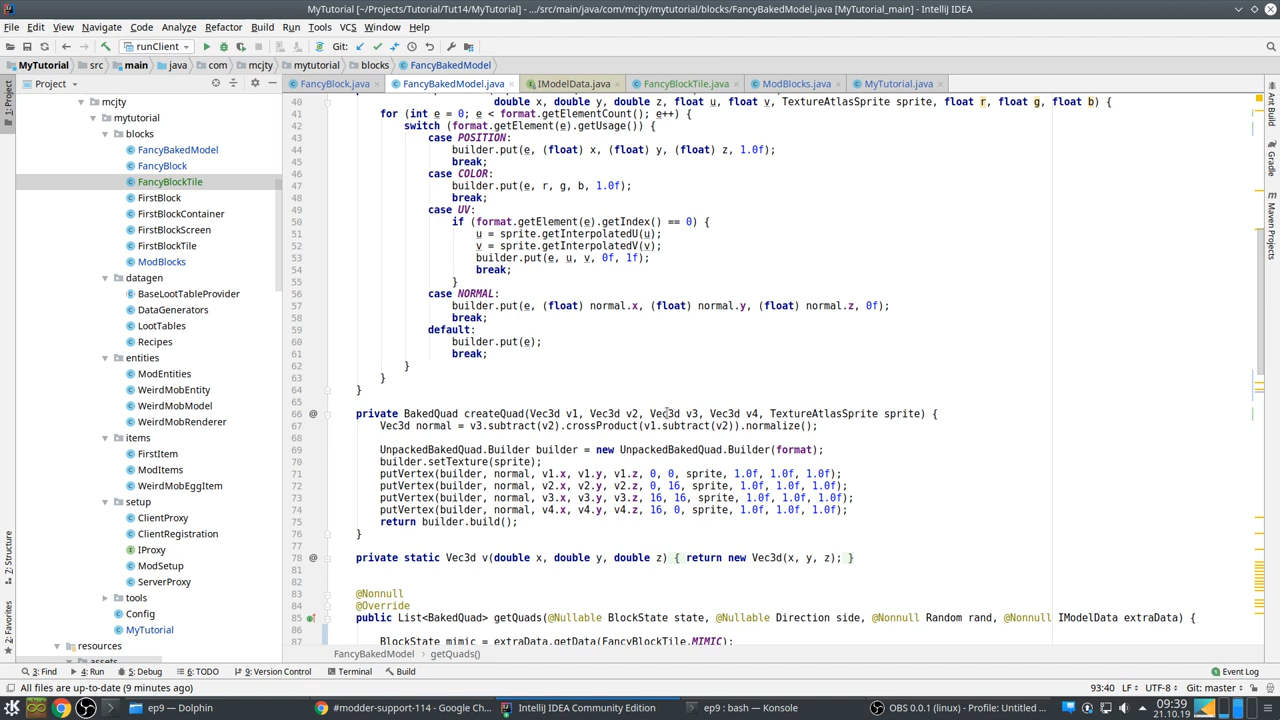 MyTutorial [~/Projects/Tutorial/Tut14/MyTutorial] - .../src/main/java/com/mcjty/mytutorial/blocks/FancyBakedModel.java [MyTutorial_main] - IntelliJ IDEA
File Edit View Navigate Code Analyze Refactor Build Run Tools VCS Window Help
runClient Git:
MyTutorial src main java com mcjty mytutorial blocks FancyBakedModel
Project FancyBlock.java FancyBakedModel.java IModelData.java FancyBlockTile.java ModBlocks.java MyTutorial.java
1: Project
7: Structure
2: Favorites
Ant Build
Gradle
Maven Projects
mcjty
mytutorial
blocks
FancyBakedModel
FancyBlock
FancyBlockTile
FirstBlock
FirstBlockContainer
FirstBlockScreen
FirstBlockTile
ModBlocks
datagen
BaseLootTableProvider
DataGenerators
LootTables
Recipes
entities
ModEntities
WeirdMobEntity
WeirdMobModel
WeirdMobRenderer
items
FirstItem
ModItems
WeirdMobEggItem
setup
ClientProxy
ClientRegistration
IProxy
ModSetup
ServerProxy
tools
Config
MyTutorial
resources
assets
40 double x, double y, double z, float u, float v, TextureAtlasSprite sprite, float r, float g, float b) {
41 for (int e = 0; e < format.getElementCount(); e++) {
42 switch (format.getElement(e).getUsage()) {
43 case POSITION:
44 builder.put(e, (float) x, (float) y, (float) z, 1.0f);
45 break;
46 case COLOR:
47 builder.put(e, r, g, b, 1.0f);
48 break;
49 case UV:
50 if (format.getElement(e).getIndex() == 0) {
51 u = sprite.getInterpolatedU(u);
52 v = sprite.getInterpolatedV(v);
53 builder.put(e, u, v, 0f, 1f);
54 break;
55 }
56 case NORMAL:
57 builder.put(e, (float) normal.x, (float) normal.y, (float) normal.z, 0f);
58 break;
59 default:
60 builder.put(e);
61 break;
62 }
63 }
64 }
65
66 @ private BakedQuad createQuad(Vec3d v1, Vec3d v2, Vec3d v3, Vec3d v4, TextureAtlasSprite sprite) {
67 Vec3d normal = v3.subtract(v2).crossProduct(v1.subtract(v2)).normalize();
68
69 UnpackedBakedQuad.Builder builder = new UnpackedBakedQuad.Builder(format);
70 builder.setTexture(sprite);
71 putVertex(builder, normal, v1.x, v1.y, v1.z, 0, 0, sprite, 1.0f, 1.0f, 1.0f);
72 putVertex(builder, normal, v2.x, v2.y, v2.z, 0, 16, sprite, 1.0f, 1.0f, 1.0f);
73 putVertex(builder, normal, v3.x, v3.y, v3.z, 16, 16, sprite, 1.0f, 1.0f, 1.0f);
74 putVertex(builder, normal, v4.x, v4.y, v4.z, 16, 0, sprite, 1.0f, 1.0f, 1.0f);
75 return builder.build();
76 }
77
78 @ private static Vec3d v(double x, double y, double z) { return new Vec3d(x, y, z); }
81
82
83 @Nonnull
84 @Override
85 public List<BakedQuad> getQuads(@Nullable BlockState state, @Nullable Direction side, @Nonnull Random rand, @Nonnull IModelData extraData) {
86
87 BlockState mimic = extraData.getData(FancyBlockTile.MIMIC);
FancyBakedModel getQuads()
3: Find 4: Run 5: Debug 6: TODO 9: Version Control Terminal Build Event Log
All files are up-to-date (9 minutes ago) 93:40 LF UTF-8 Git: master
ep9 - Dolphin #modder-support-114 - Google Ch... IntelliJ IDEA Community Edition ep9 : bash — Konsole OBS 0.0.1 (linux) - Profile: Untitled ... 09:39
21.10.19